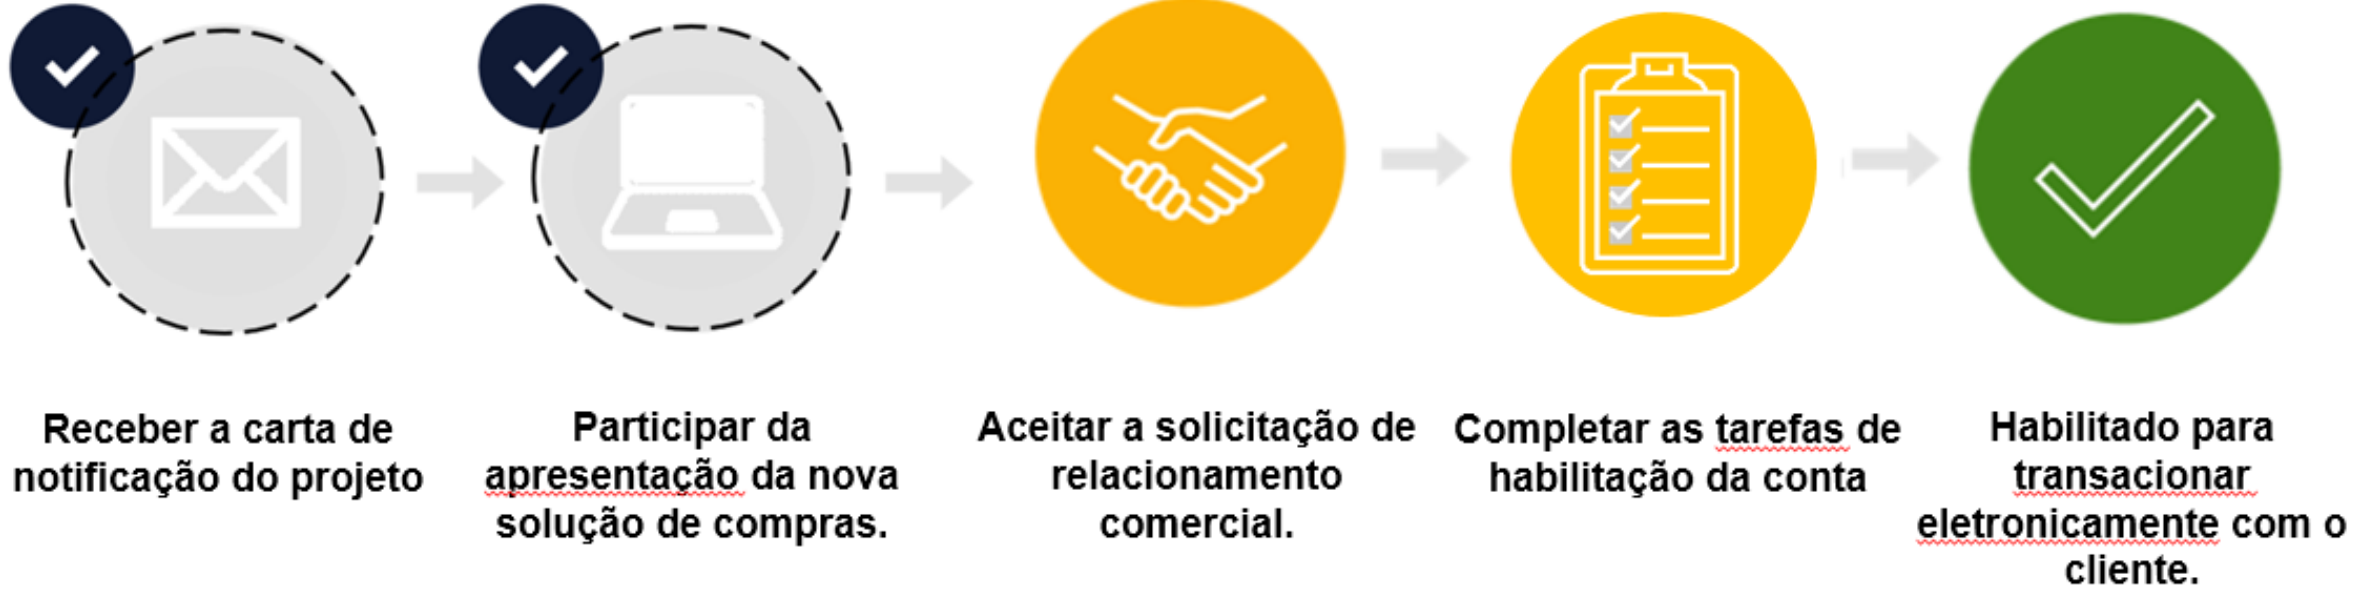 Receber a carta de
notificação do projeto
Participar da
apresentação da nova
solução de compras.
Aceitar a solicitação de
relacionamento
comercial.
Completar as tarefas de
habilitação da conta
Habilitado para
transacionar
eletronicamente com o
cliente.